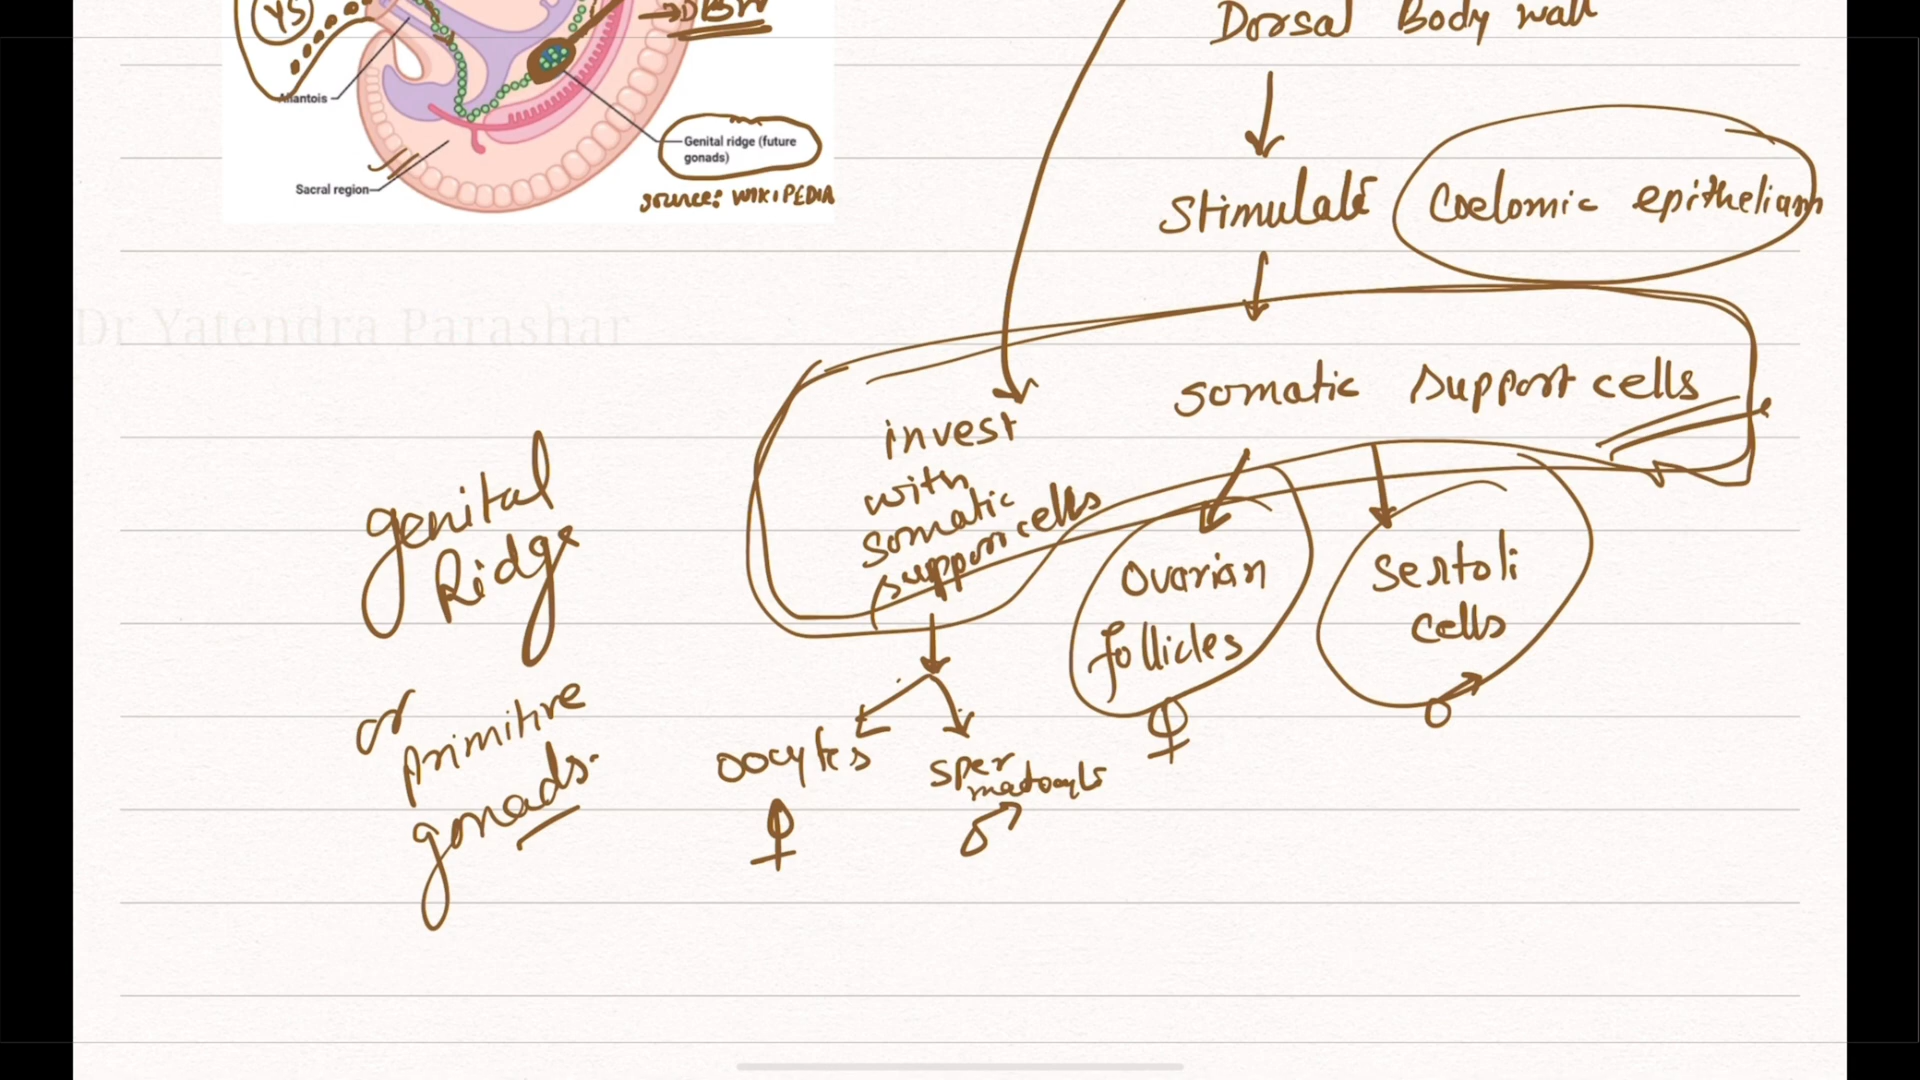 YS
→DBW
Dorsal Body wall
Allantois
Genital ridge (future
gonads)
Sacral region
source: WIKIPEDIA
Stimulate Coelomic epithelium
Dr Yatendra Parashar
somatic support cells
invest
with
somatic
support cells
genital
Ridge
or
primitive
gonads.
Ovarian
follicles
♀
Sertoli
cells
♂
oocytes
♀
sper
matocyts
♂